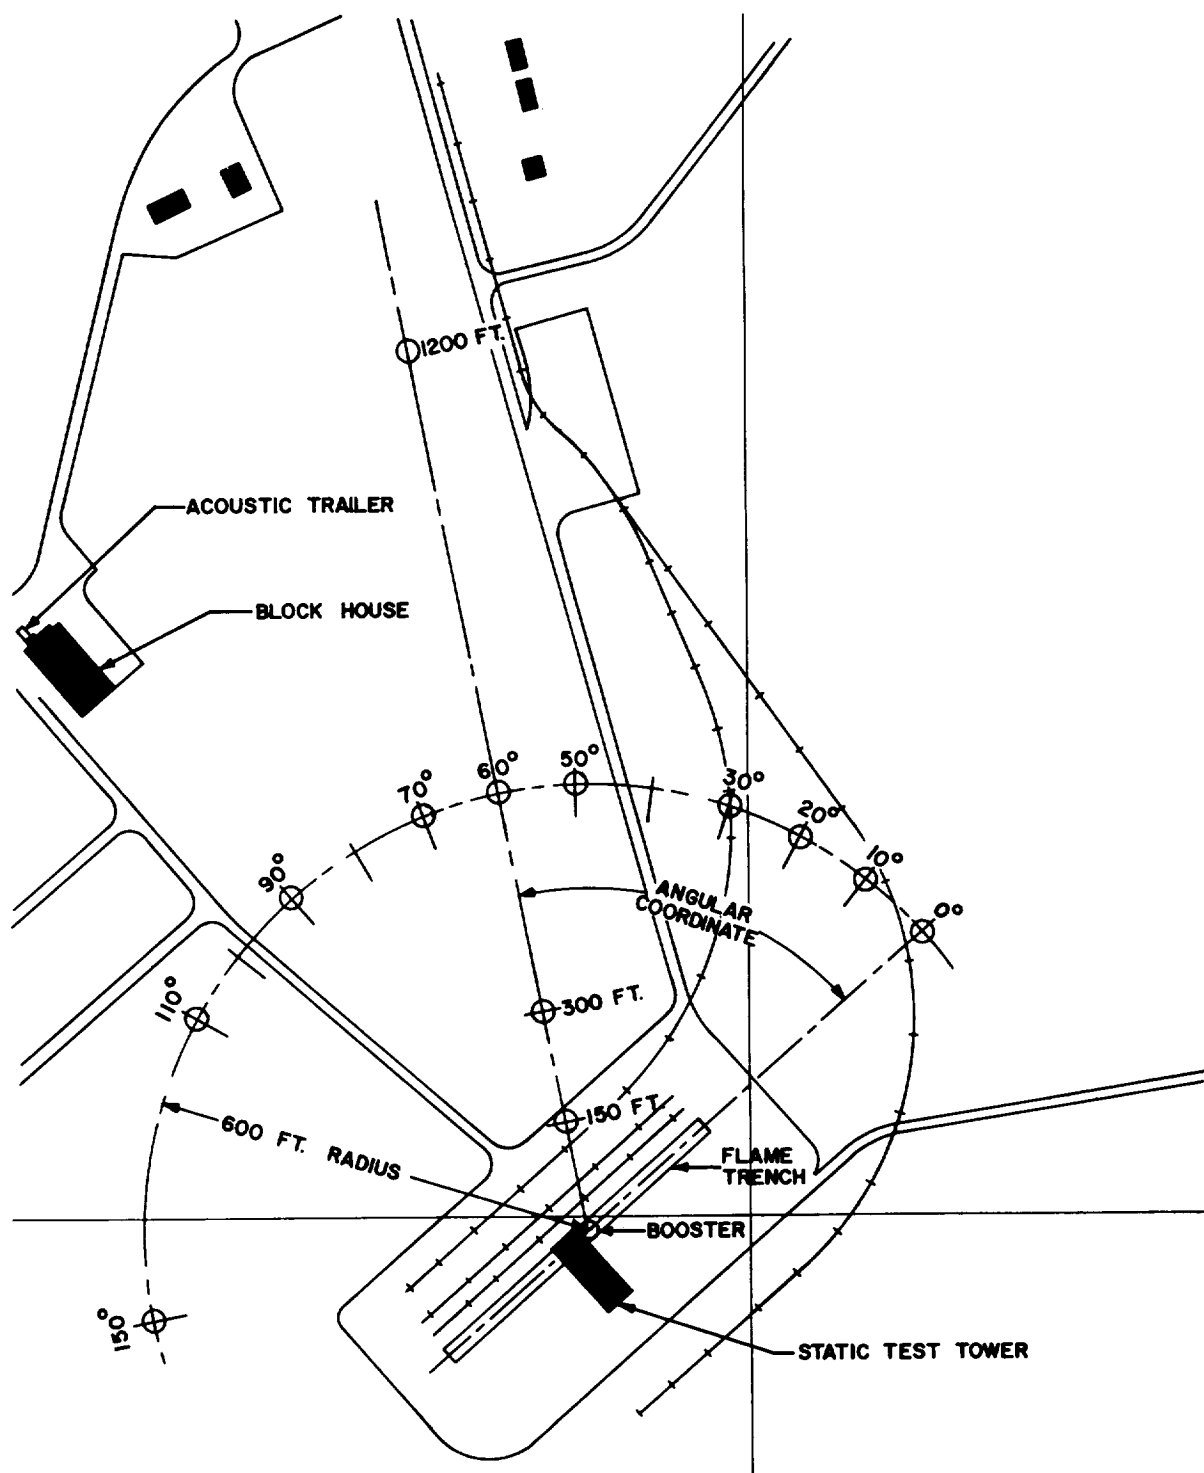 1200 FT.
ACOUSTIC TRAILER
BLOCK HOUSE
50°
60°
70°
30°
20°
10°
90°
0°
ANGULAR
COORDINATE
110°
300 FT.
150 FT.
600 FT. RADIUS
FLAME
TRENCH
BOOSTER
150°
STATIC TEST TOWER